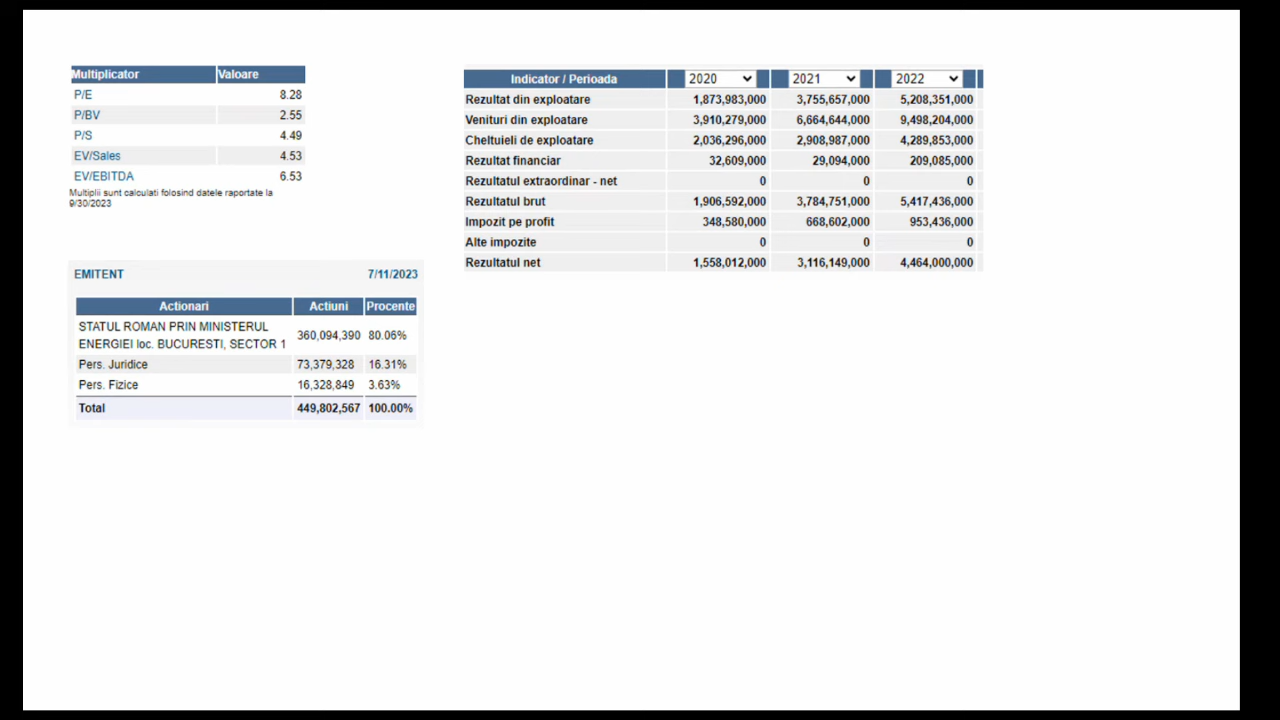 Multiplicator Valoare
P/E 8.28
P/BV 2.55
P/S 4.49
EV/Sales 4.53
EV/EBITDA 6.53
Multiplii sunt calculati folosind datele raportate la
9/30/2023
EMITENT 7/11/2023
Actionari Actiuni Procente
STATUL ROMAN PRIN MINISTERUL
ENERGIEI loc. BUCURESTI, SECTOR 1 360,094,390 80.06%
Pers. Juridice 73,379,328 16.31%
Pers. Fizice 16,328,849 3.63%
Total 449,802,567 100.00%
Indicator / Perioada 2020 2021 2022
Rezultat din exploatare 1,873,983,000 3,755,657,000 5,208,351,000
Venituri din exploatare 3,910,279,000 6,664,644,000 9,498,204,000
Cheltuieli de exploatare 2,036,296,000 2,908,987,000 4,289,853,000
Rezultat financiar 32,609,000 29,094,000 209,085,000
Rezultatul extraordinar - net 0 0 0
Rezultatul brut 1,906,592,000 3,784,751,000 5,417,436,000
Impozit pe profit 348,580,000 668,602,000 953,436,000
Alte impozite 0 0 0
Rezultatul net 1,558,012,000 3,116,149,000 4,464,000,000